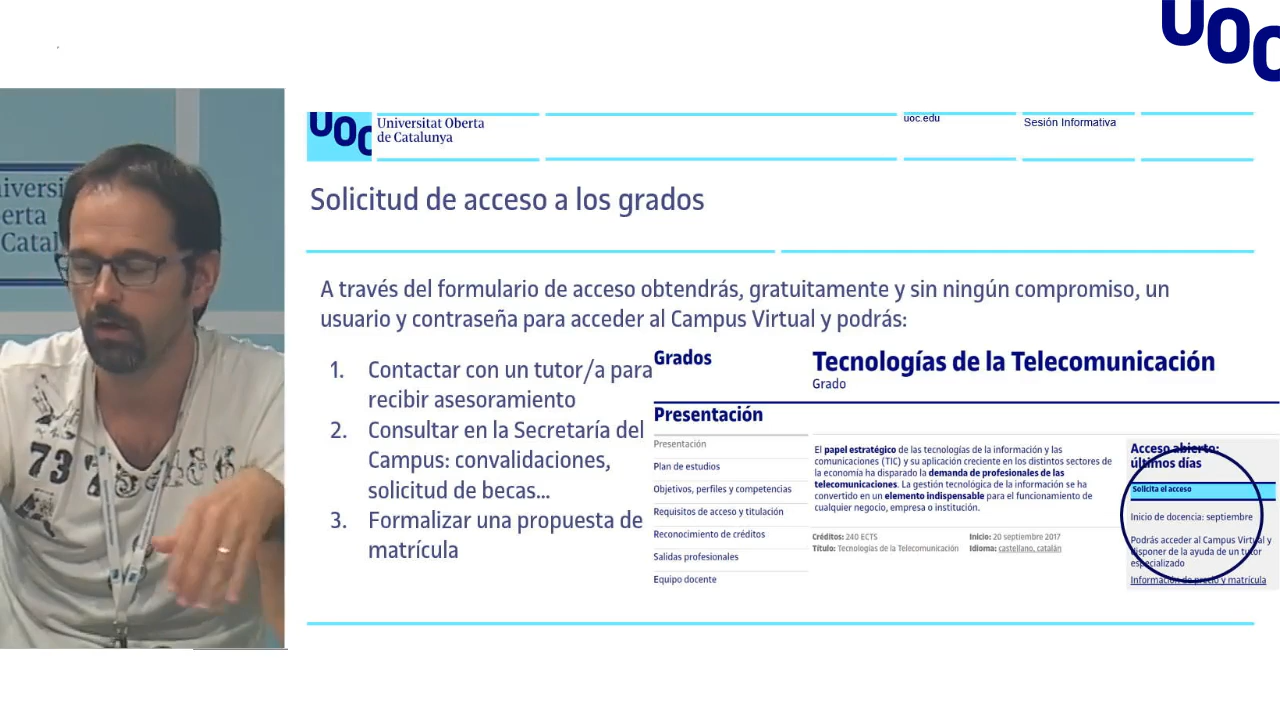 UOC
Universitat Oberta
de Catalunya
uoc.edu
Sesión Informativa
Solicitud de acceso a los grados
A través del formulario de acceso obtendrás, gratuitamente y sin ningún compromiso, un
usuario y contraseña para acceder al Campus Virtual y podrás:
1. Contactar con un tutor/a para
recibir asesoramiento
2. Consultar en la Secretaría del
Campus: convalidaciones,
solicitud de becas...
3. Formalizar una propuesta de
matrícula
Grados
Tecnologías de la Telecomunicación
Grado
Presentación
Presentación
Plan de estudios
Objetivos, perfiles y competencias
Requisitos de acceso y titulación
Reconocimiento de créditos
Salidas profesionales
Equipo docente
El papel estratégico de las tecnologías de la información y las
comunicaciones (TIC) y su aplicación creciente en los distintos sectores de
la economía ha disparado la demanda de profesionales de las
telecomunicaciones. La gestión tecnológica de la información se ha
convertido en un elemento indispensable para el funcionamiento de
cualquier negocio, empresa o institución.
Créditos: 240 ECTS
Título: Tecnologías de la Telecomunicación
Inicio: 20 septiembre 2017
Idioma: castellano, catalán
Acceso abierto:
últimos días
Solicita el acceso
Inicio de docencia: septiembre
Podrás acceder al Campus Virtual y
disponer de la ayuda de un tutor
especializado
Información de precio y matrícula
UOC
niversi
erta
Catal
73